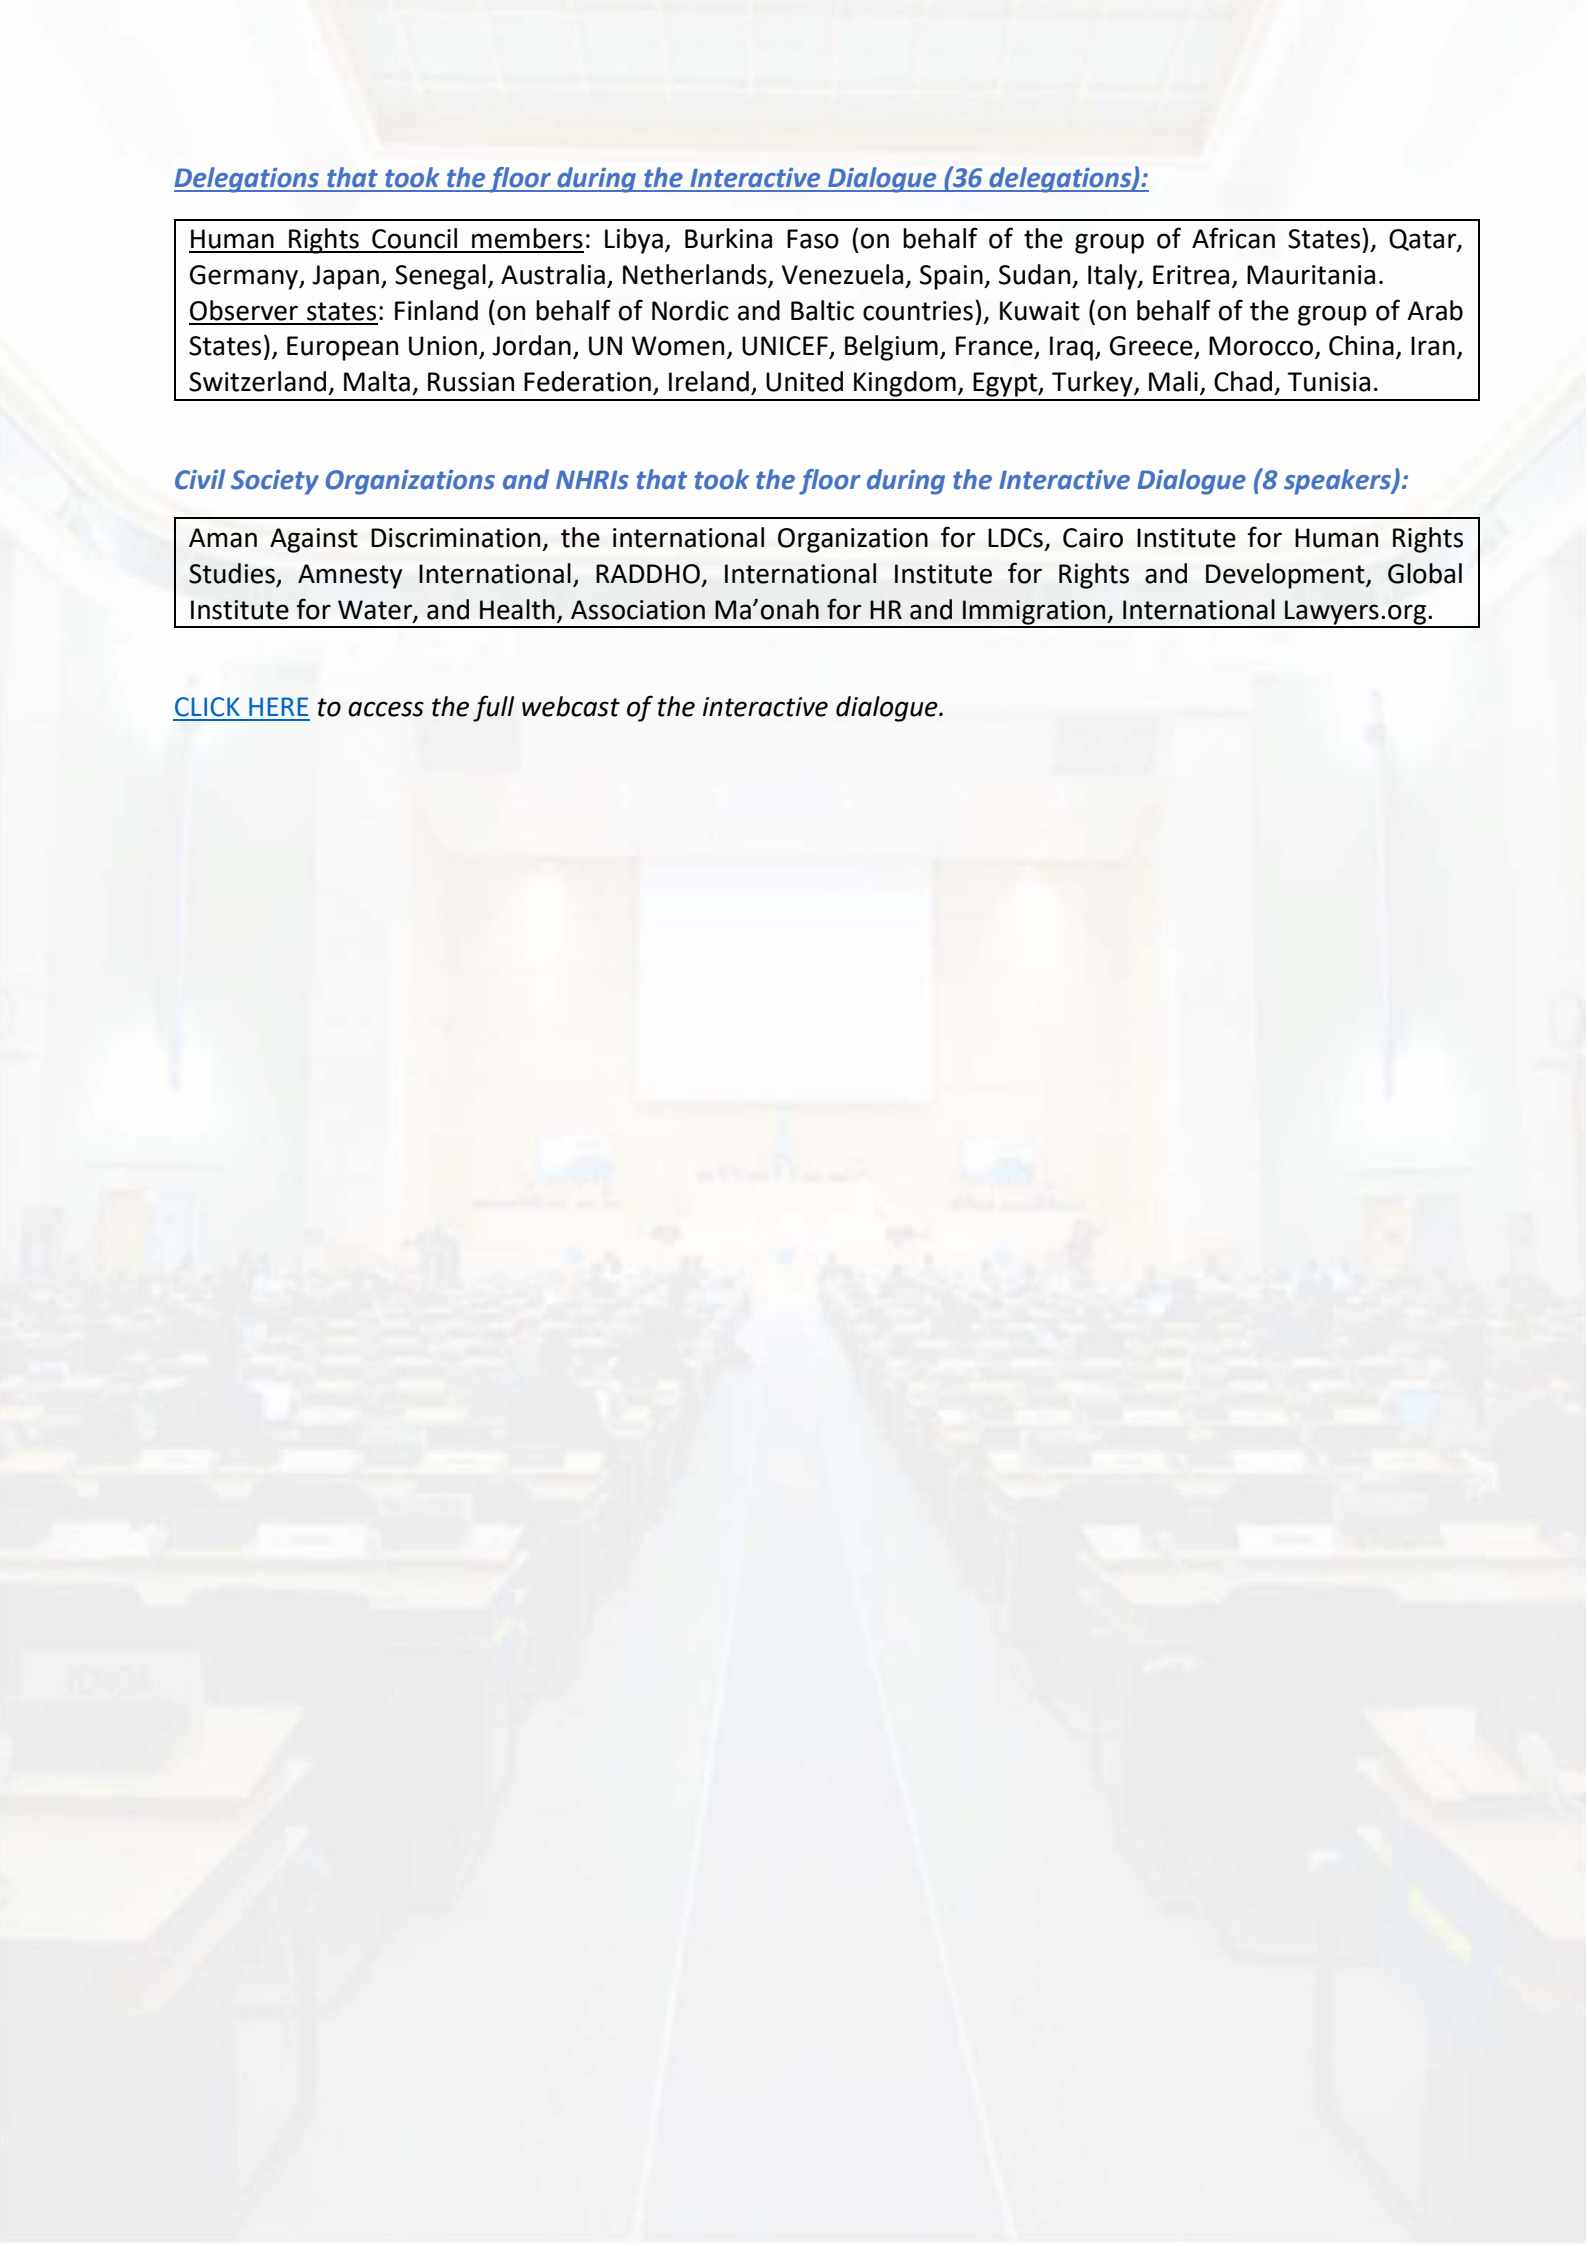 Delegations that took the floor during the Interactive Dialogue (36 delegations):
Human Rights Council members: Libya, Burkina Faso (on behalf of the group of African States), Qatar,
Germany, Japan, Senegal, Australia, Netherlands, Venezuela, Spain, Sudan, Italy, Eritrea, Mauritania.
Observer states: Finland (on behalf of Nordic and Baltic countries), Kuwait (on behalf of the group of Arab
States), European Union, Jordan, UN Women, UNICEF, Belgium, France, Iraq, Greece, Morocco, China, Iran,
Switzerland, Malta, Russian Federation, Ireland, United Kingdom, Egypt, Turkey, Mali, Chad, Tunisia.
Civil Society Organizations and NHRIs that took the floor during the Interactive Dialogue (8 speakers):
Aman Against Discrimination, the international Organization for LDCs, Cairo Institute for Human Rights
Studies, Amnesty International, RADDHO, International Institute for Rights and Development, Global
Institute for Water, and Health, Association Ma’onah for HR and Immigration, International Lawyers.org.
CLICK HERE to access the full webcast of the interactive dialogue.
TONGA